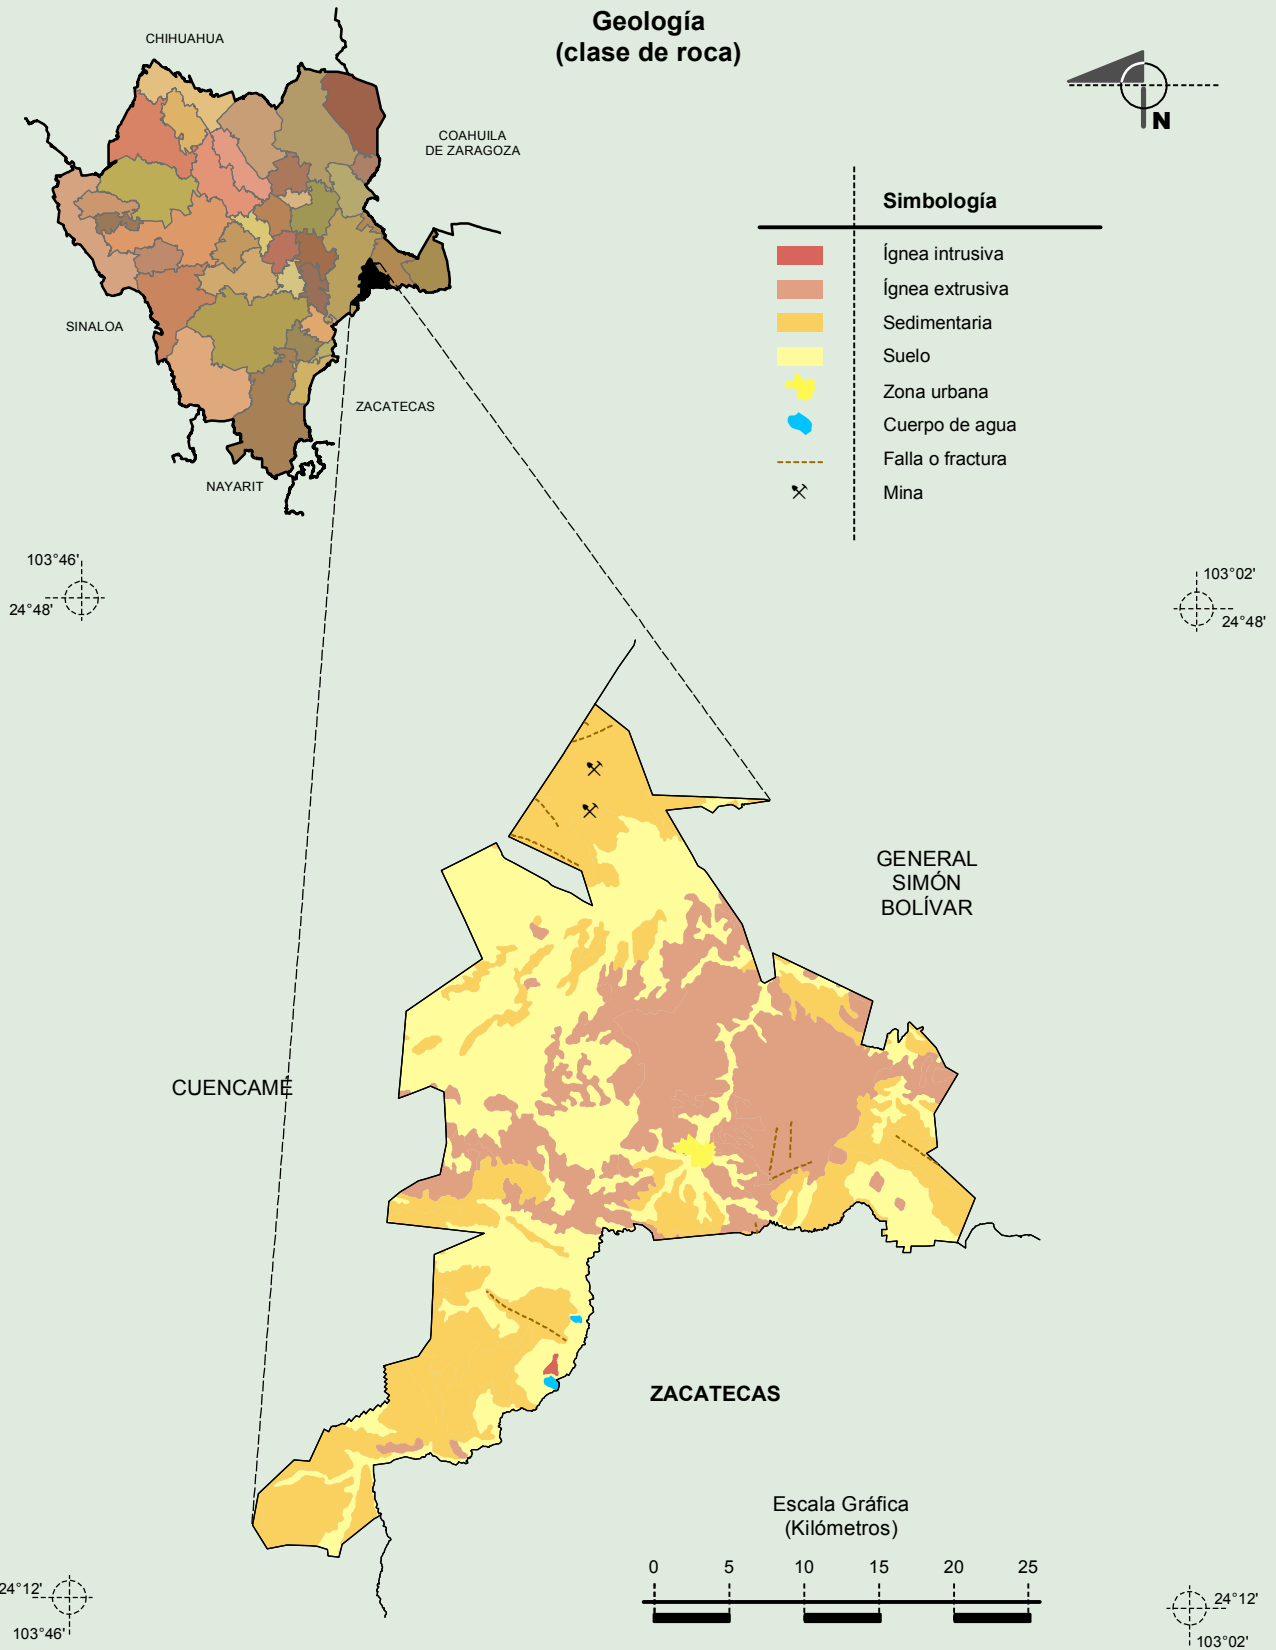 Geología
(clase de roca)
CHIHUAHUA
COAHUILA
DE ZARAGOZA
SINALOA
ZACATECAS
NAYARIT
N
Simbología
Ígnea intrusiva
Ígnea extrusiva
Sedimentaria
Suelo
Zona urbana
Cuerpo de agua
Falla o fractura
Mina
103°46'
24°48'
103°02'
24°48'
GENERAL
SIMÓN
BOLÍVAR
CUENCAMÉ
ZACATECAS
Escala Gráfica
(Kilómetros)
0 5 10 15 20 25
24°12'
103°46'
24°12'
103°02'